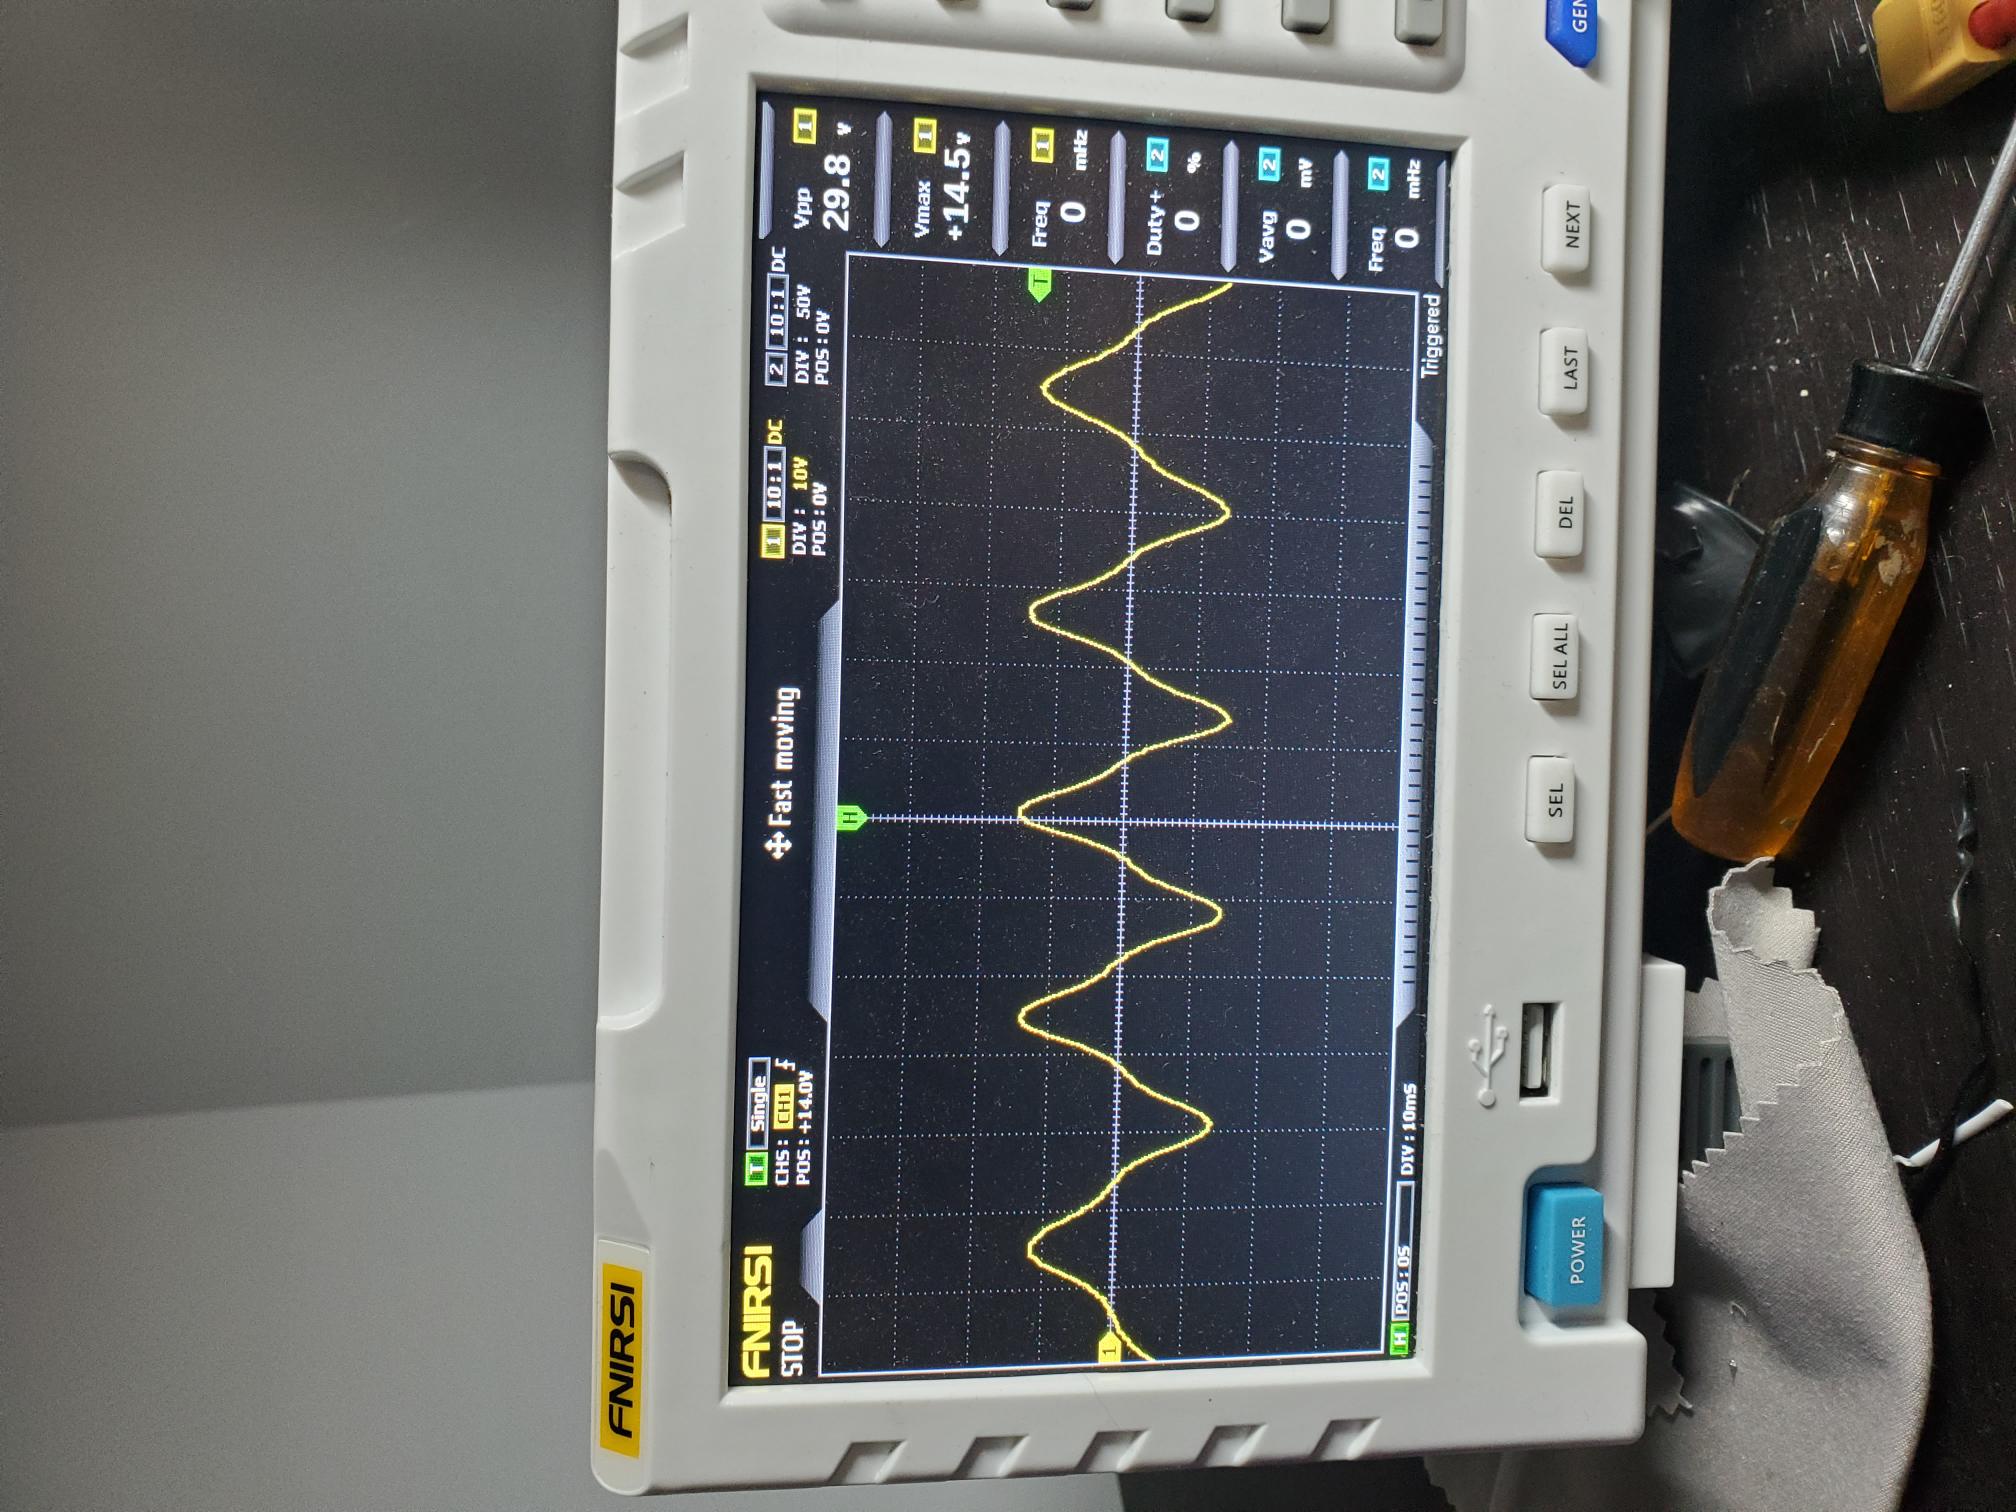 FNIRSI
FNIRSI
STOP
T Single
CHS: CH1
POS:+14.0V
Fast moving
1 10:1 DC
DIV: 10V
POS:0V
2 10:1 DC
DIV: 50V
POS:0V
Vpp 1
29.8 V
Vmax 1
+14.5V
Freq 1
0 mHz
Duty+ 2
0 %
Vavg 2
0 mV
Freq 2
0 mHz
H
T
1
H POS:0S DIV:10mS
Triggered
POWER
SEL
SEL ALL
DEL
LAST
NEXT